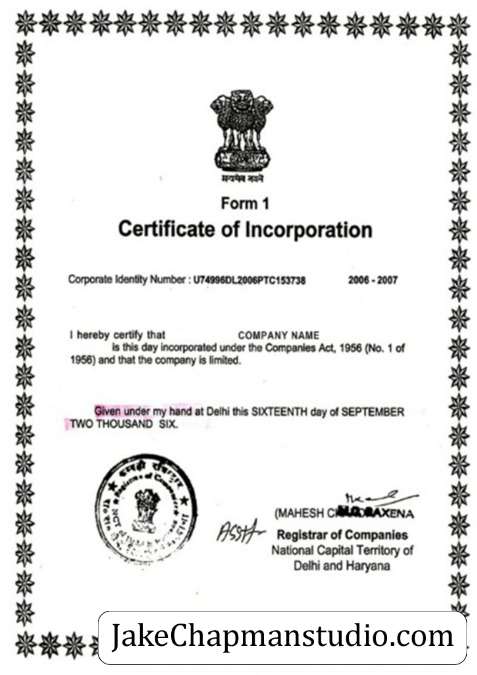 सत्यमेव जयते
Form 1
Certificate of Incorporation
Corporate Identity Number : U74996DL2006PTC153738 2006 - 2007
I hereby certify that COMPANY NAME
is this day incorporated under the Companies Act, 1956 (No. 1 of
1956) and that the company is limited.
Given under my hand at Delhi this SIXTEENTH day of SEPTEMBER
TWO THOUSAND SIX.
(MAHESH AXENA
Registrar of Companies
National Capital Territory of
Delhi and Haryana
JakeChapmanstudio.com